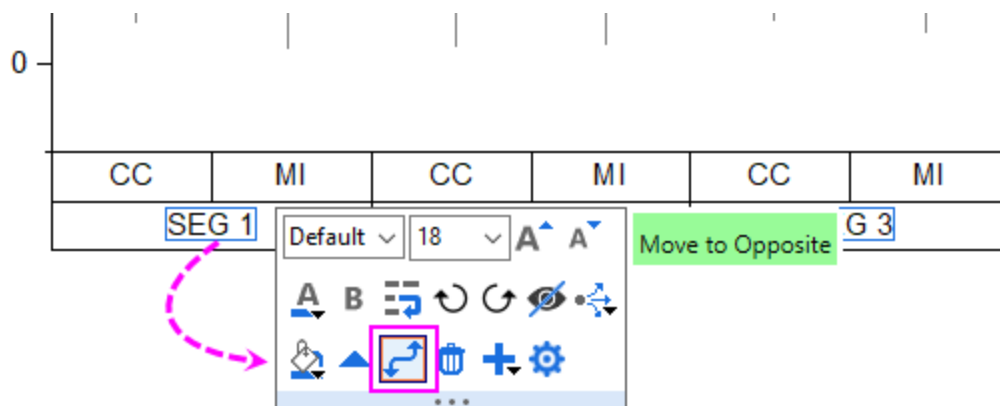 0
CC MI CC MI CC MI
SEG 1 G 3
Default 18 A A
Move to Opposite
A B